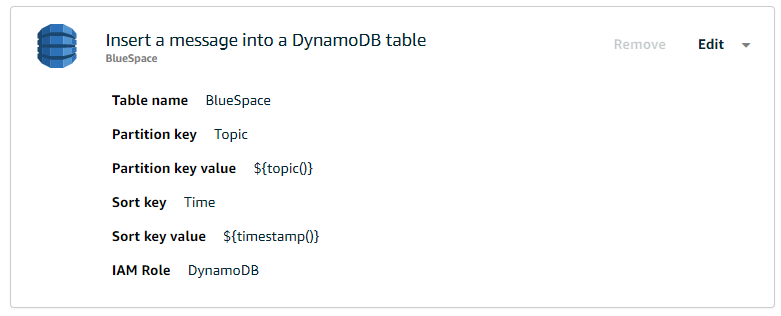 Insert a message into a DynamoDB table
BlueSpace
Remove Edit
Table name BlueSpace
Partition key Topic
Partition key value ${topic()}
Sort key Time
Sort key value ${timestamp()}
IAM Role DynamoDB